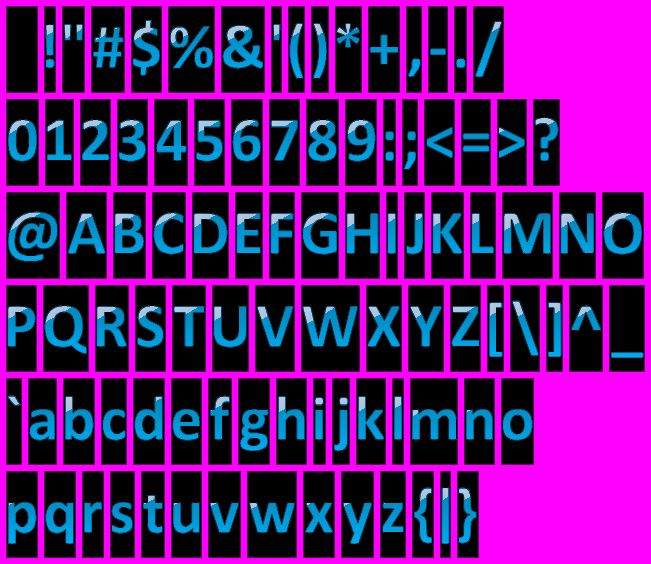 !"#$%&'()*+,-./
0123456789:;<=>?
@ABCDEFGHIJKLMNO
PQRSTUVWXYZ[\]^_
`abcdefghijklmno
pqrstuvwxyz{|}